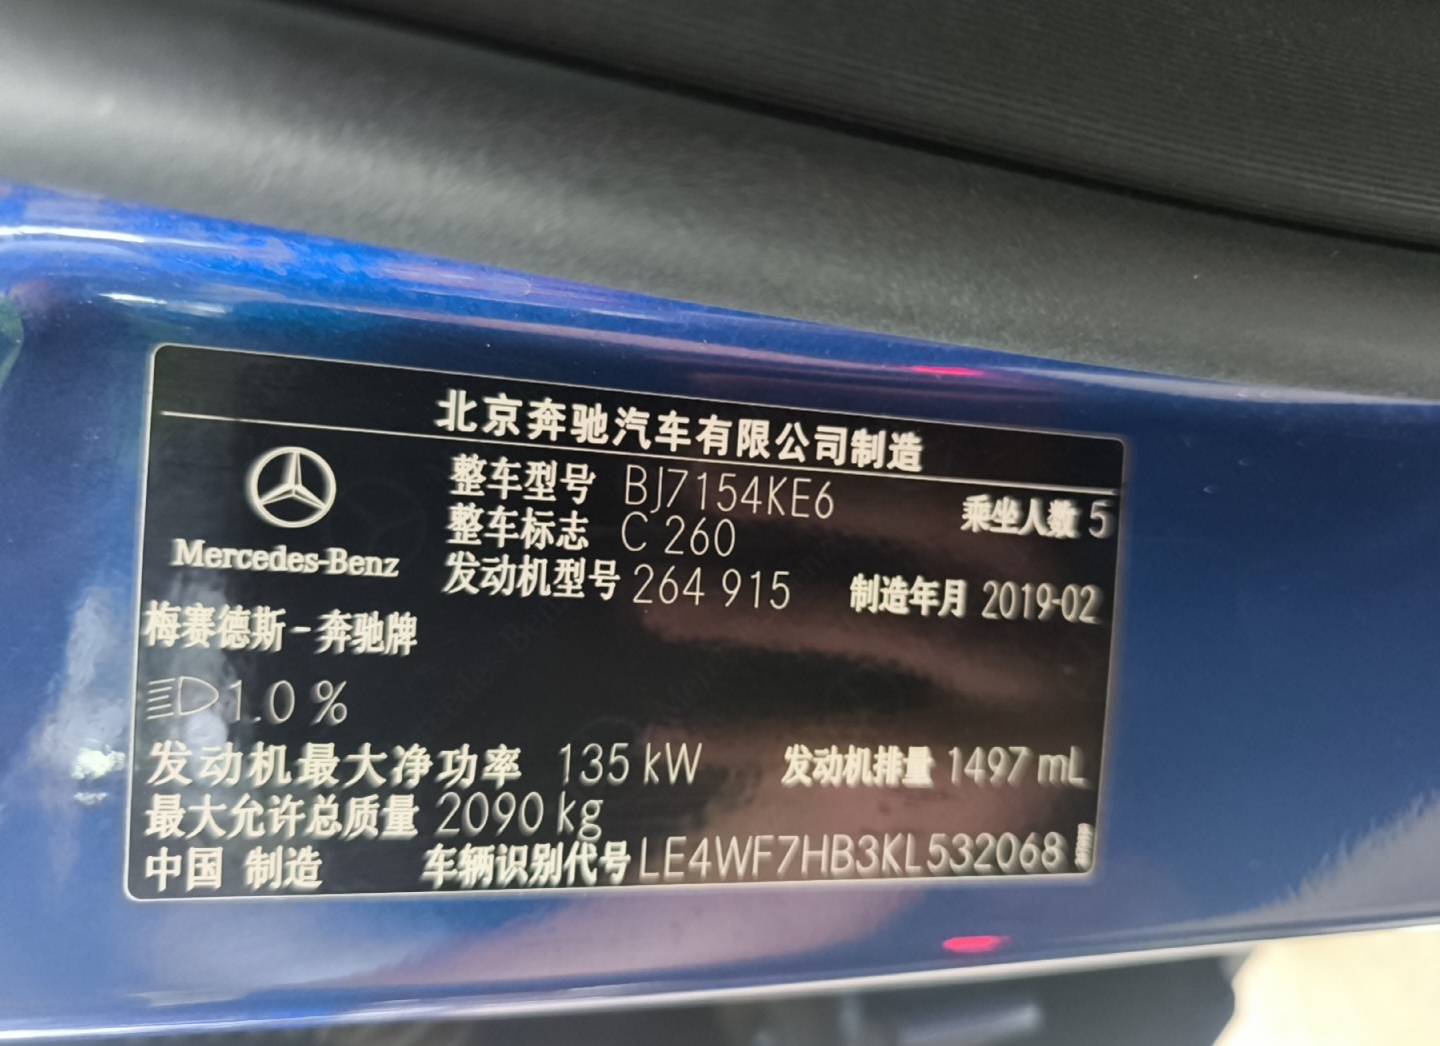 北京奔驰汽车有限公司制造
整车型号 BJ7154KE6 乘坐人数 5
整车标志 C 260
Mercedes-Benz
发动机型号 264 915 制造年月 2019-02
梅赛德斯-奔驰牌
1.0 %
发动机最大净功率 135 kW 发动机排量 1497 mL
最大允许总质量 2090 kg
中国 制造 车辆识别代号 LE4WF7HB3KL532068